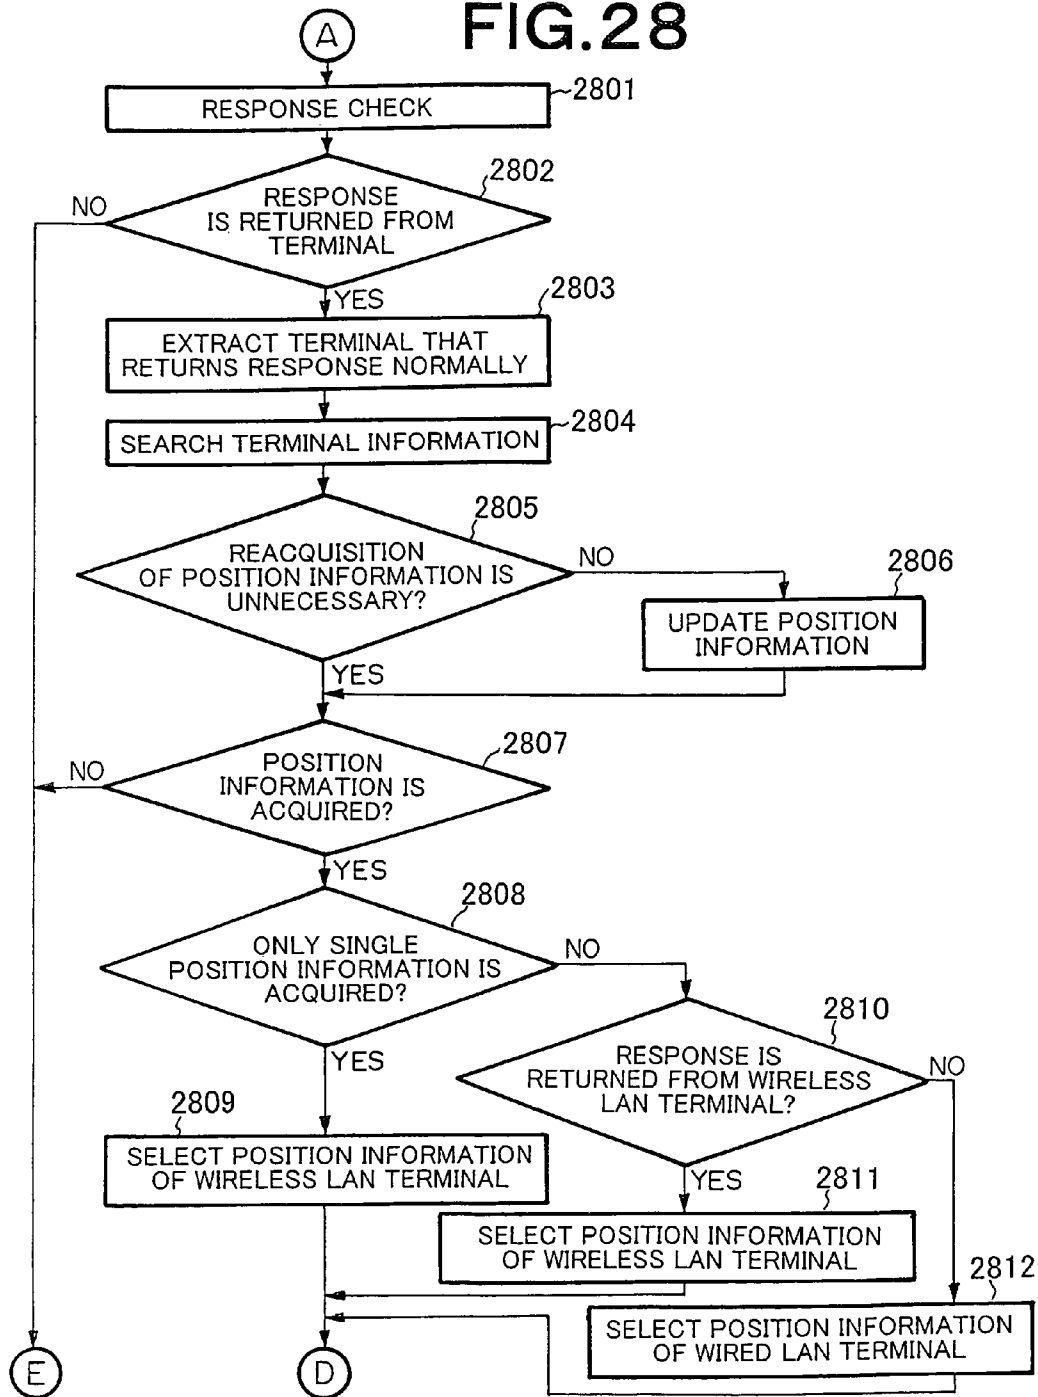 FIG.28
A
RESPONSE CHECK
2801
2802
RESPONSE
IS RETURNED FROM
TERMINAL
NO
YES
2803
EXTRACT TERMINAL THAT
RETURNS RESPONSE NORMALLY
2804
SEARCH TERMINAL INFORMATION
2805
REACQUISITION
OF POSITION INFORMATION IS
UNNECESSARY?
NO
2806
UPDATE POSITION
INFORMATION
YES
2807
POSITION
INFORMATION IS
ACQUIRED?
NO
YES
2808
ONLY SINGLE
POSITION INFORMATION IS
ACQUIRED?
NO
YES
2810
RESPONSE IS
RETURNED FROM WIRELESS
LAN TERMINAL?
NO
YES
2809
SELECT POSITION INFORMATION
OF WIRELESS LAN TERMINAL
2811
SELECT POSITION INFORMATION
OF WIRELESS LAN TERMINAL
2812
SELECT POSITION INFORMATION
OF WIRED LAN TERMINAL
E
D